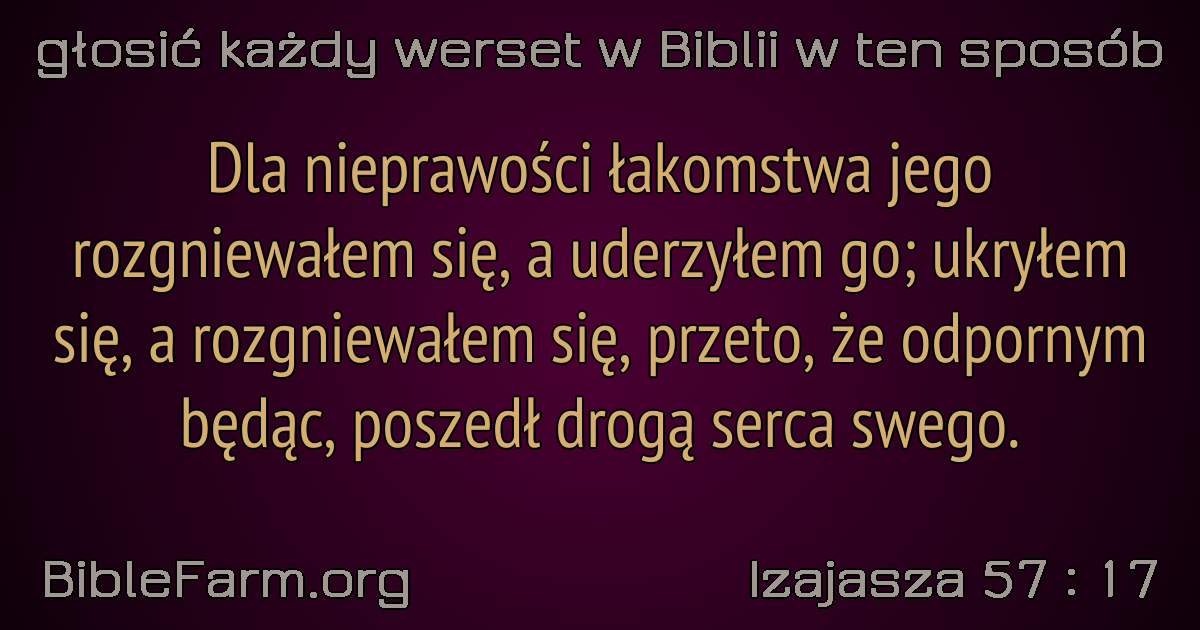 głosić każdy werset w Biblii w ten sposób
Dla nieprawości łakomstwa jego
rozgniewałem się, a uderzyłem go; ukryłem
się, a rozgniewałem się, przeto, że odpornym
będąc, poszedł drogą serca swego.
BibleFarm.org
Izajasza 57 : 17